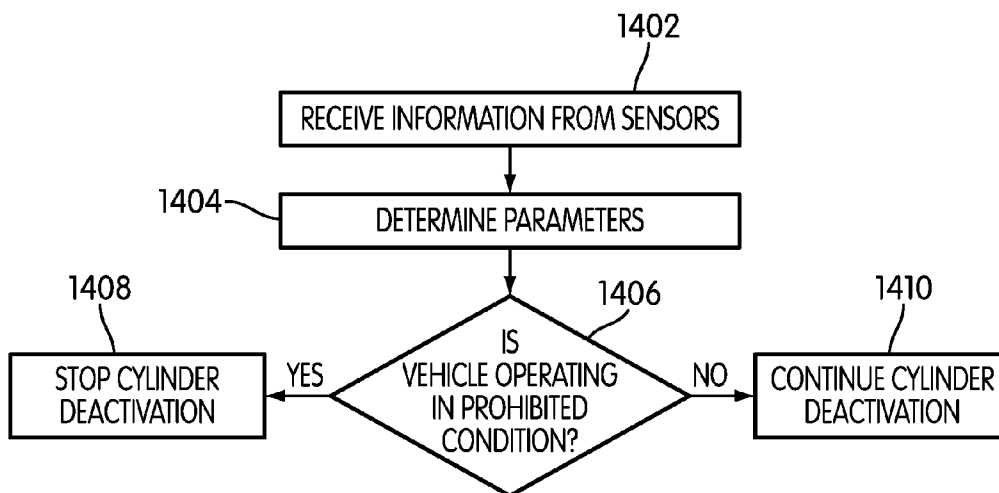 1402
RECEIVE INFORMATION FROM SENSORS
1404
DETERMINE PARAMETERS
1408
1406
1410
STOP CYLINDER
DEACTIVATION
YES
IS
VEHICLE OPERATING
IN PROHIBITED
CONDITION?
NO
CONTINUE CYLINDER
DEACTIVATION